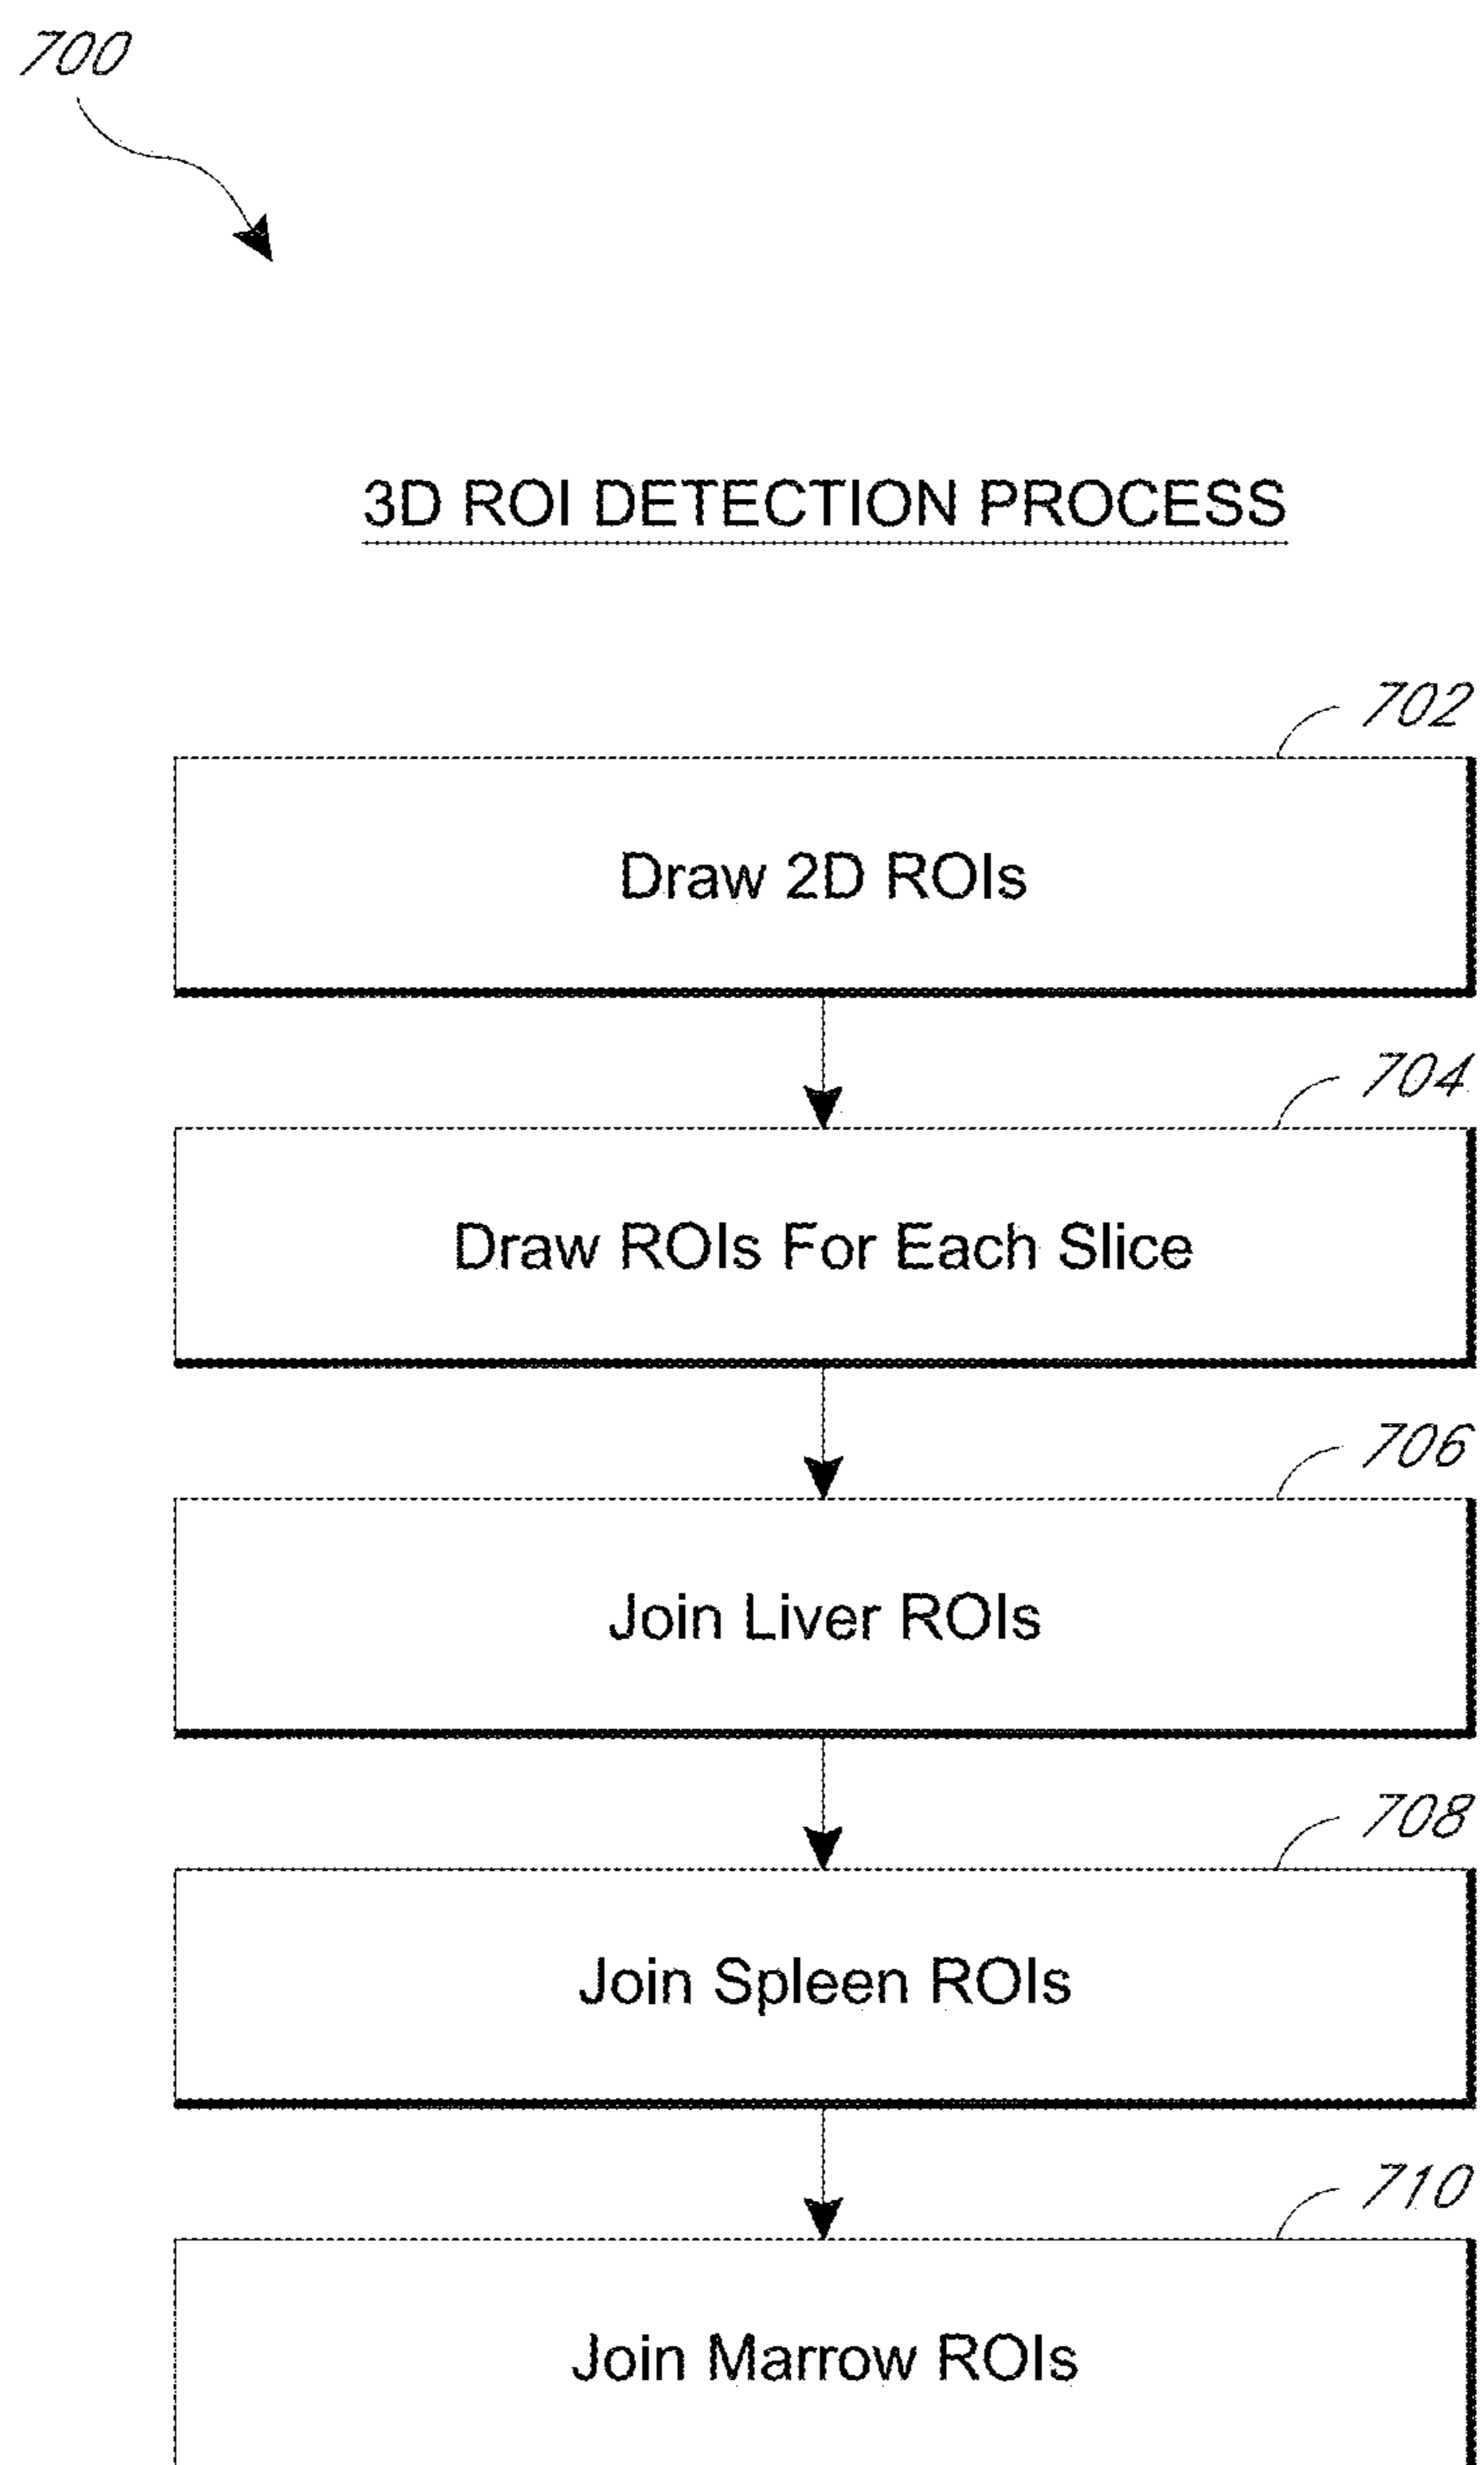 700
3D ROI DETECTION PROCESS
702
Draw 2D ROIs
704
Draw ROIs For Each Slice
706
Join Liver ROIs
708
Join Spleen ROIs
710
Join Marrow ROIs